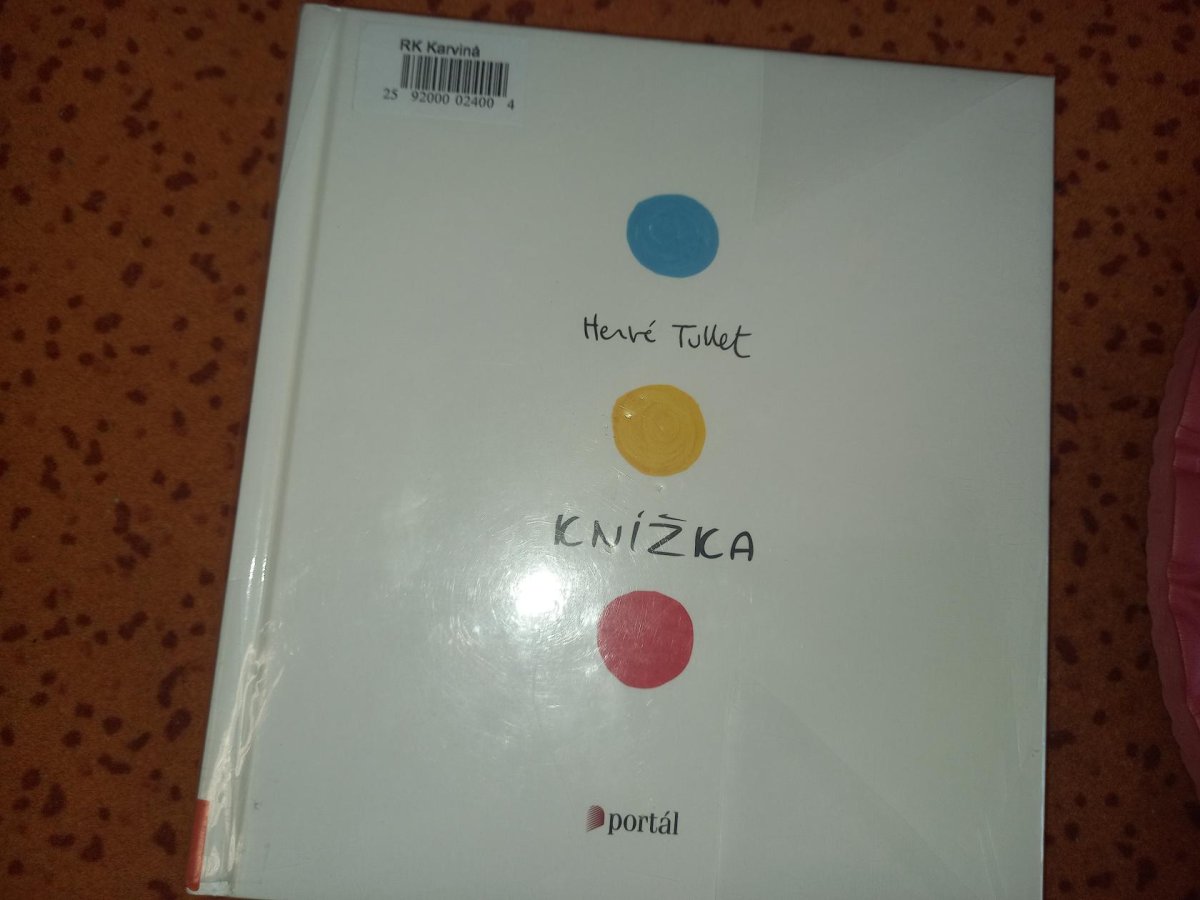 RK Karviná
25 92000 02400 4
Hervé Tullet
KNÍŽKA
portál